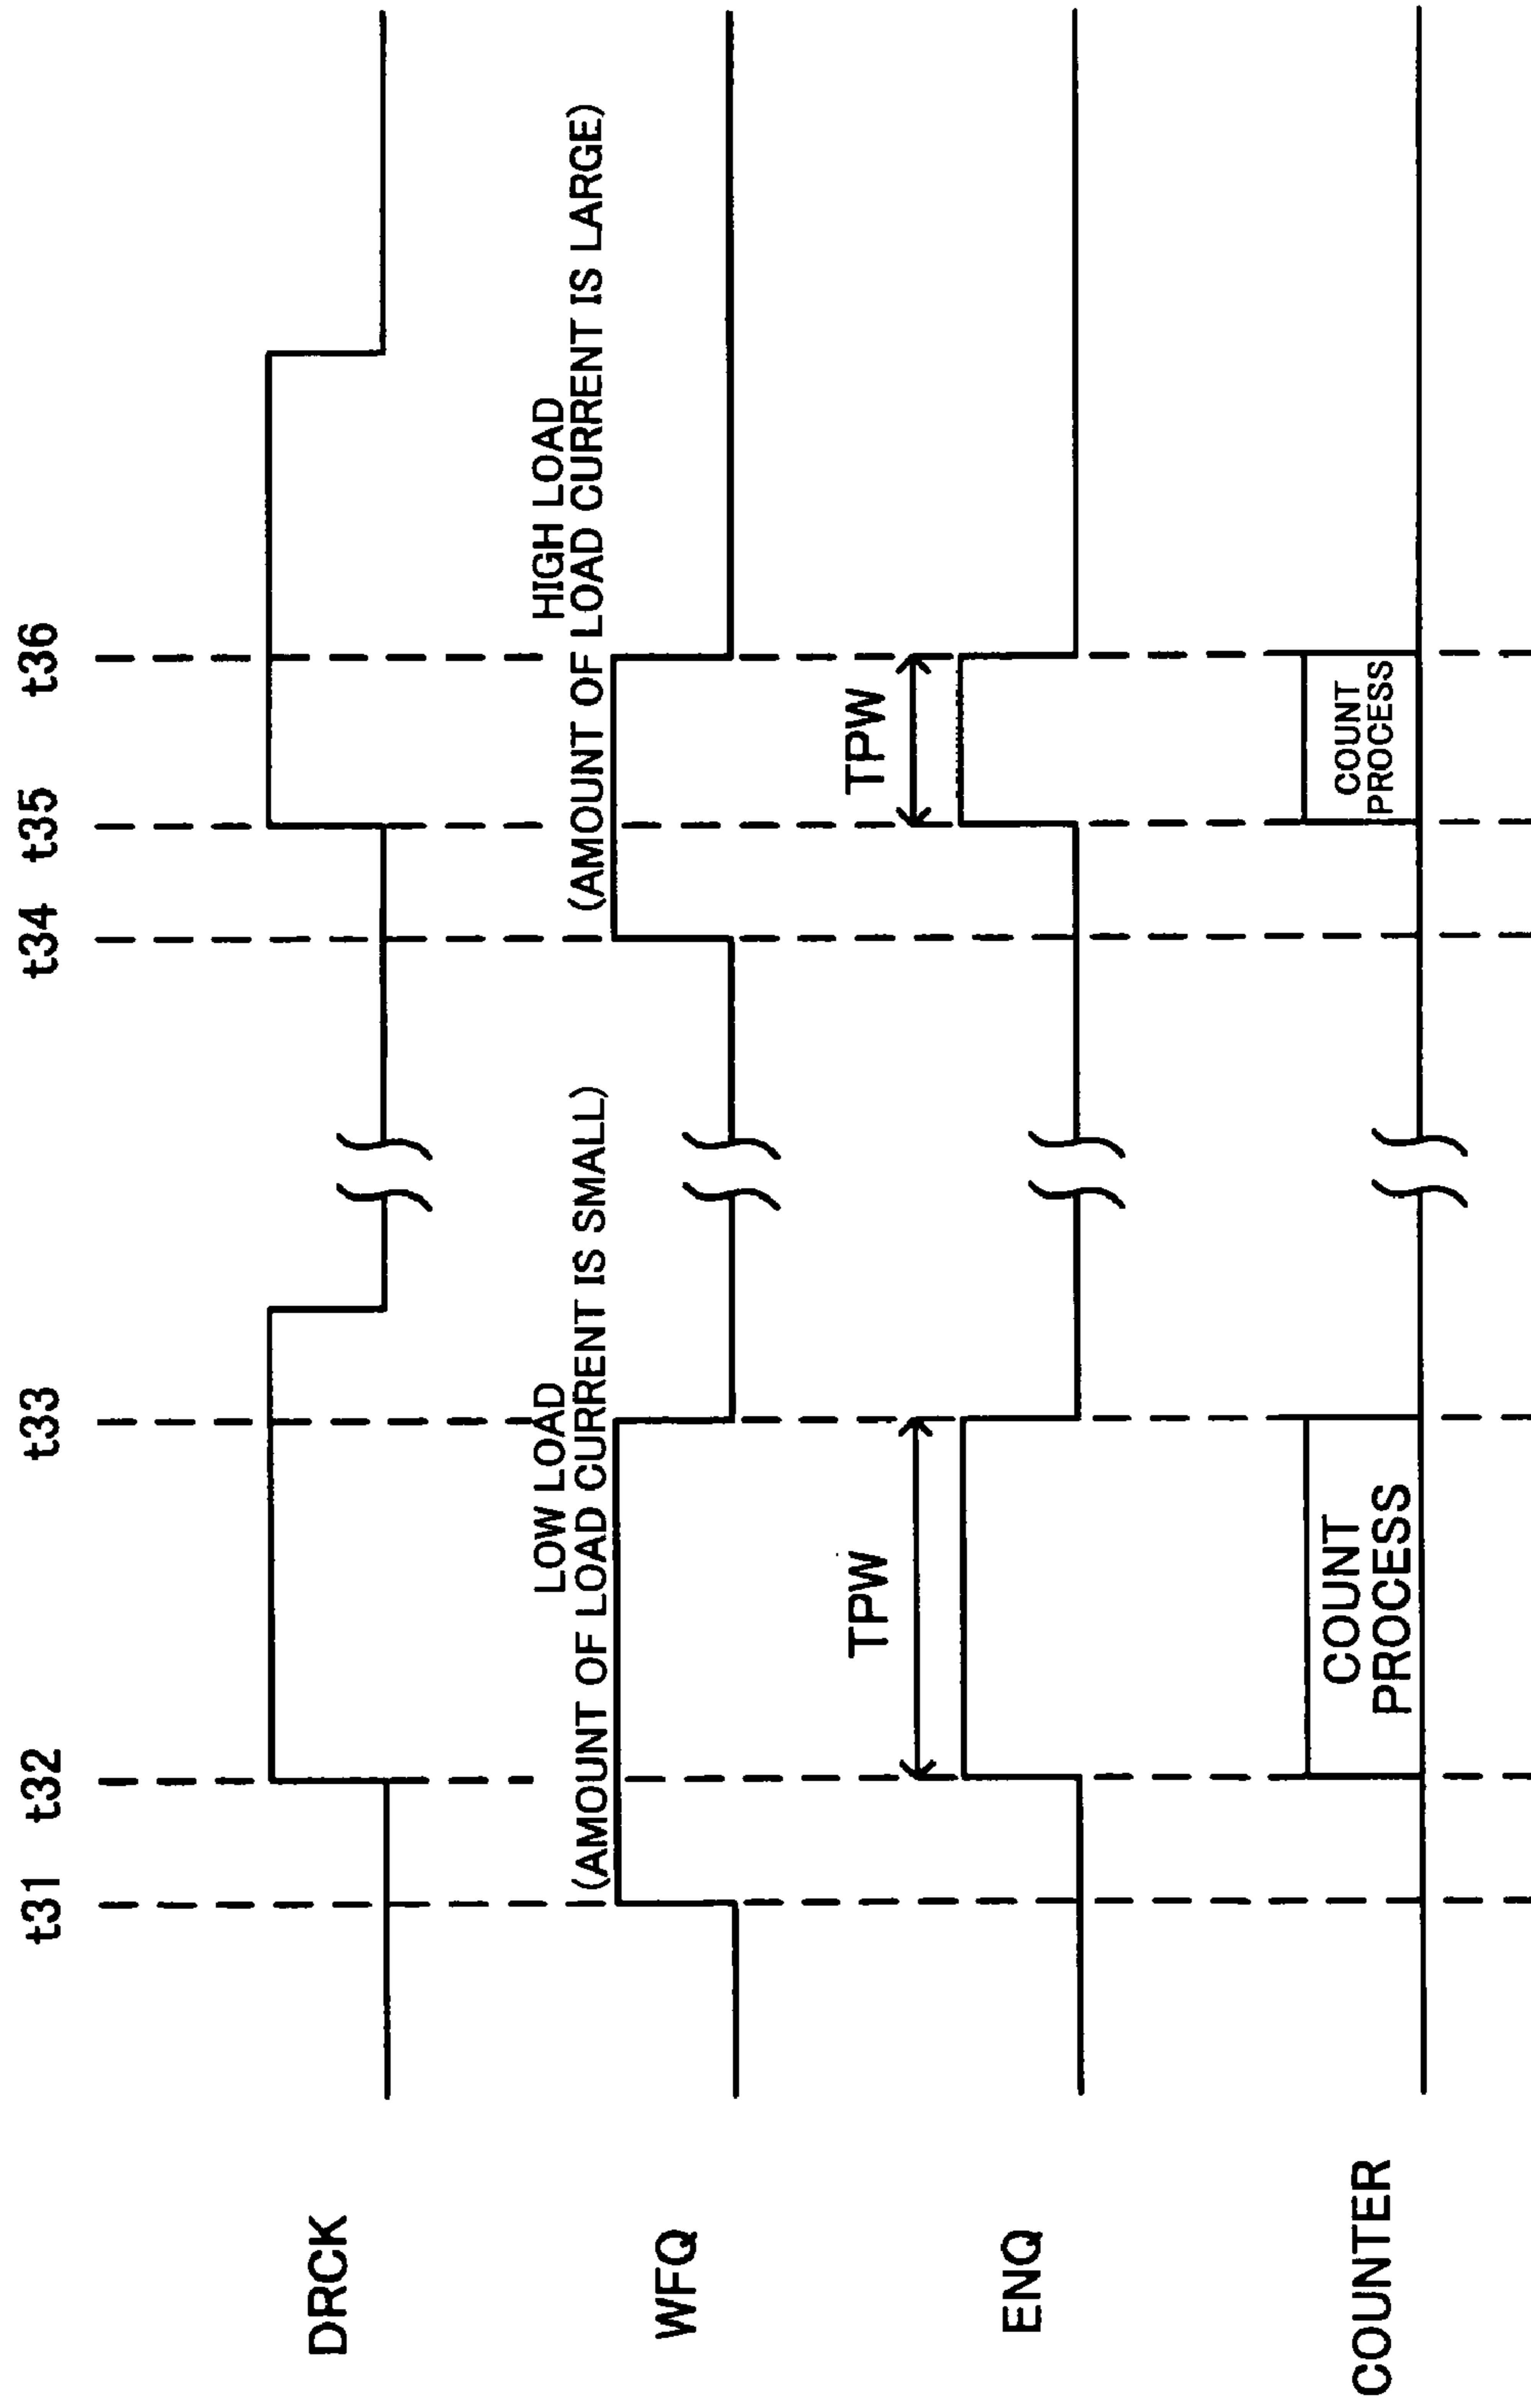 t31 t32 t33 t34 t35 t36
DRCK
LOW LOAD
(AMOUNT OF LOAD CURRENT IS SMALL)
HIGH LOAD
(AMOUNT OF LOAD CURRENT IS LARGE)
WFQ
TPW
TPW
ENQ
COUNT
PROCESS
COUNT
PROCESS
COUNTER